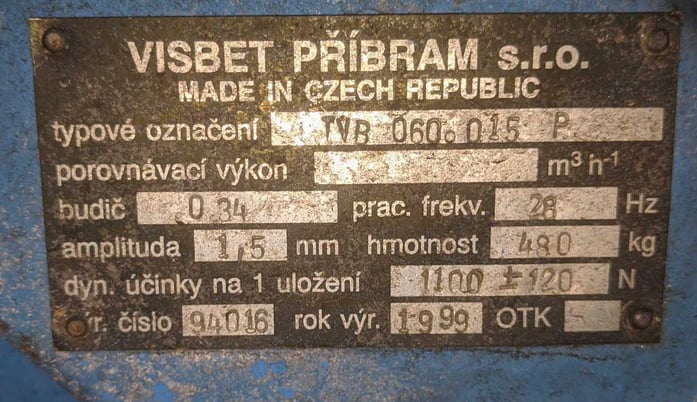 VISBET PŘÍBRAM s.r.o.
MADE IN CZECH REPUBLIC
typové označení TVB 060.015 P
porovnávací výkon m³ h⁻¹
budič 0 34 prac. frekv. 28 Hz
amplituda 1,5 mm hmotnost 480 kg
dyn. účinky na 1 uložení 1100 ± 120 N
výr. číslo 94016 rok výr. 1999 OTK